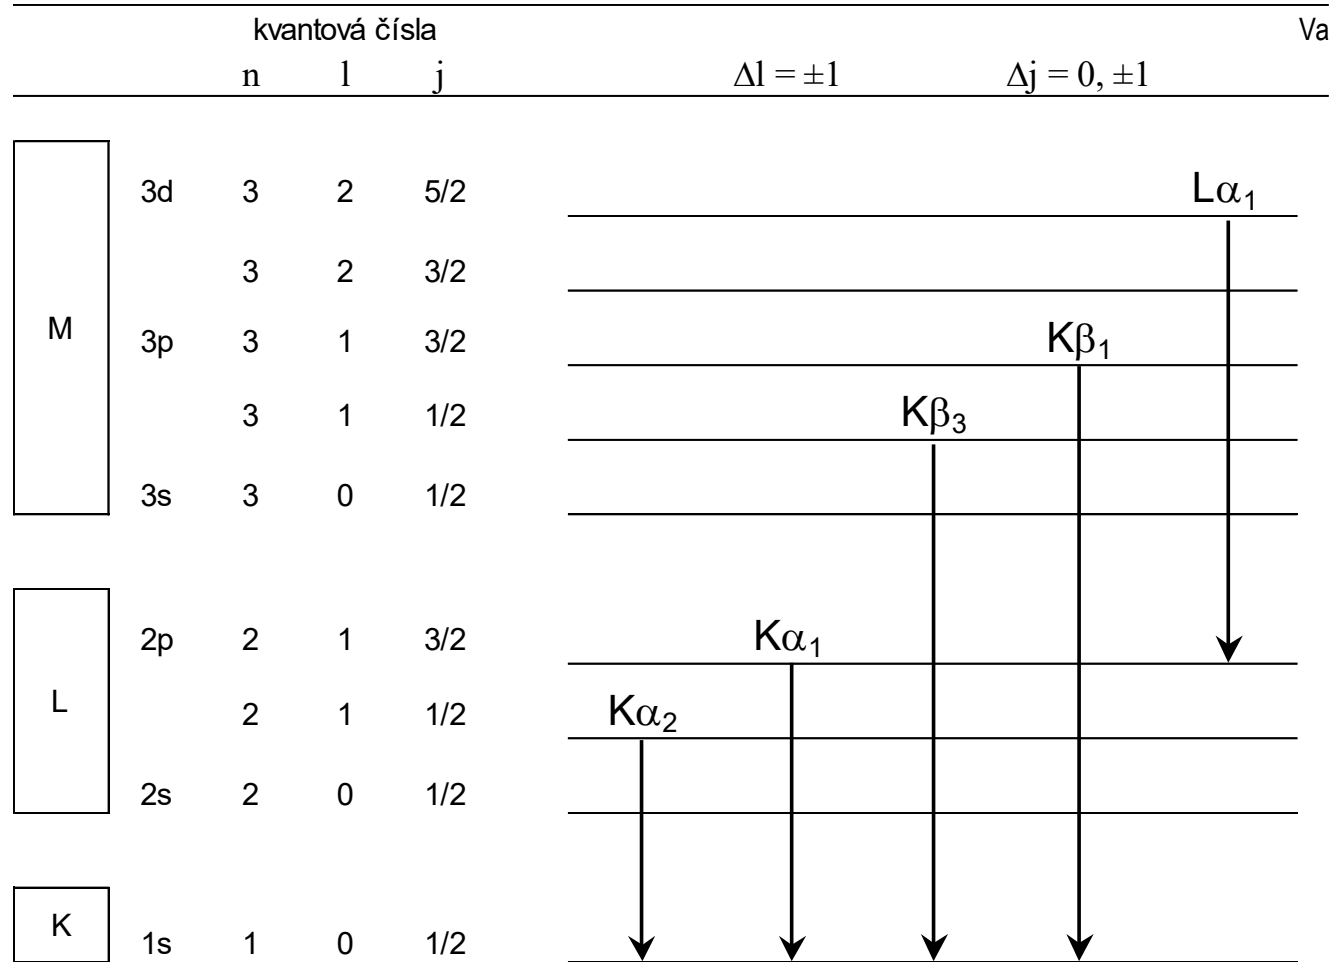 kvantová čísla Va
n l j Δl = ±1 Δj = 0, ±1
3d 3 2 5/2 Lα₁
3 2 3/2
M 3p 3 1 3/2 Kβ₁
3 1 1/2 Kβ₃
3s 3 0 1/2
2p 2 1 3/2 Kα₁
L 2 1 1/2 Kα₂
2s 2 0 1/2
K 1s 1 0 1/2